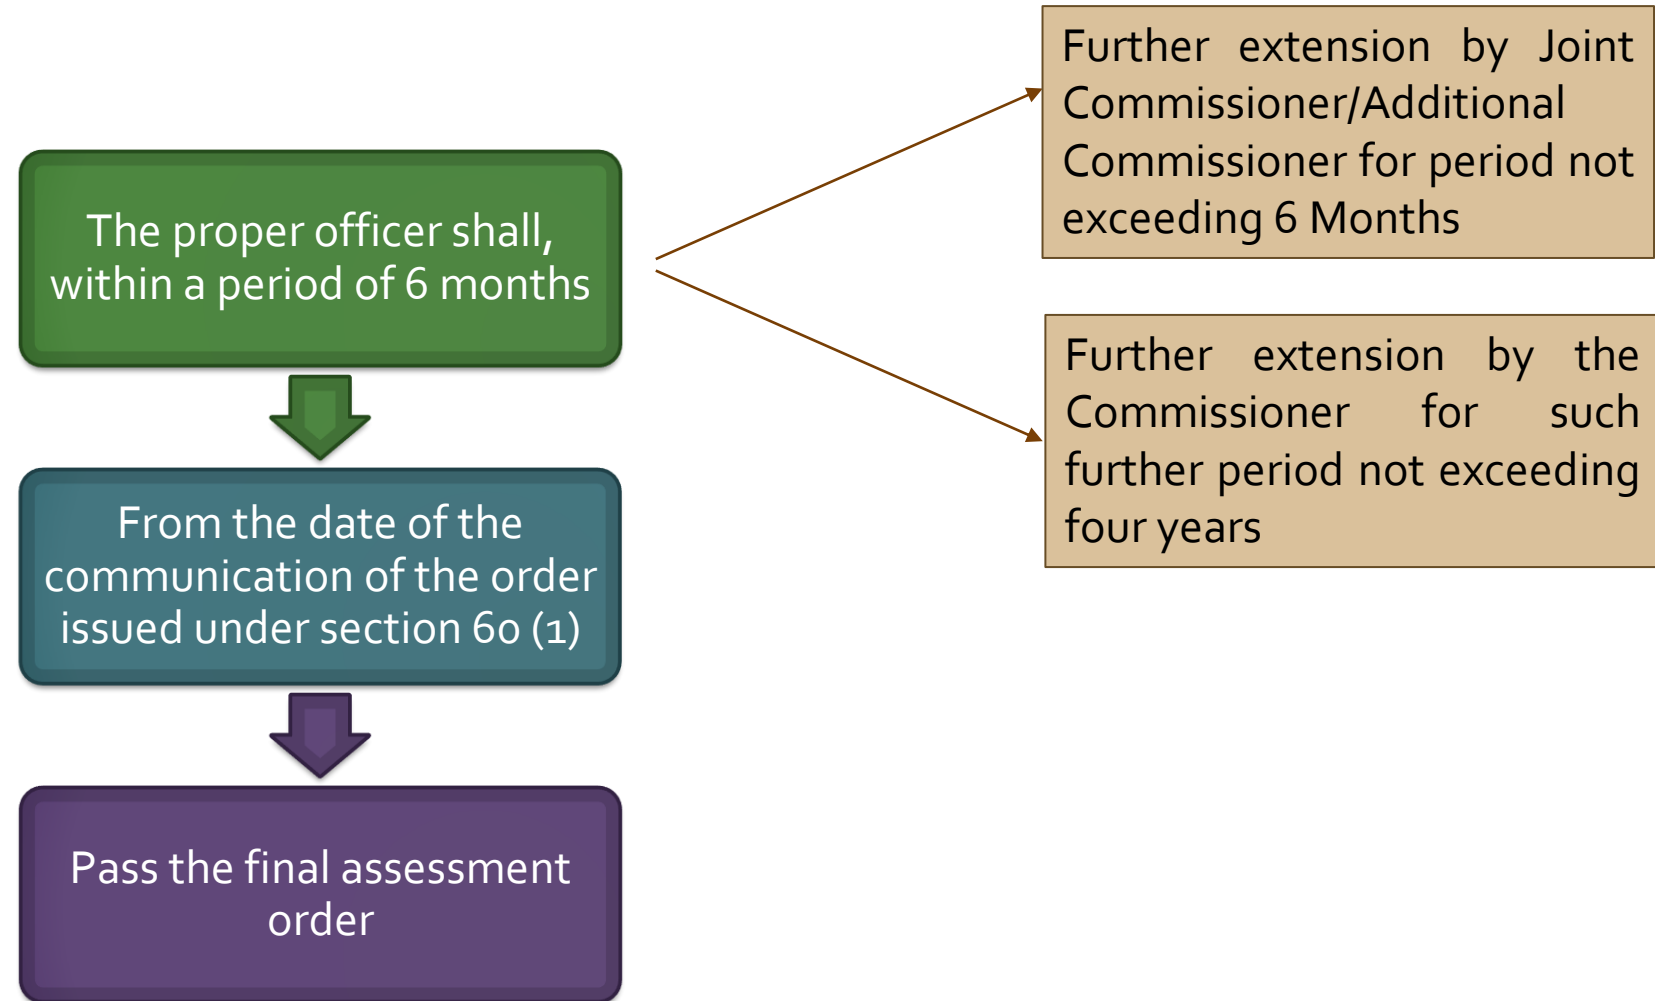 The proper officer shall,
within a period of 6 months
From the date of the
communication of the order
issued under section 60 (1)
Pass the final assessment
order
Further extension by Joint
Commissioner/Additional
Commissioner for period not
exceeding 6 Months
Further extension by the
Commissioner for such
further period not exceeding
four years